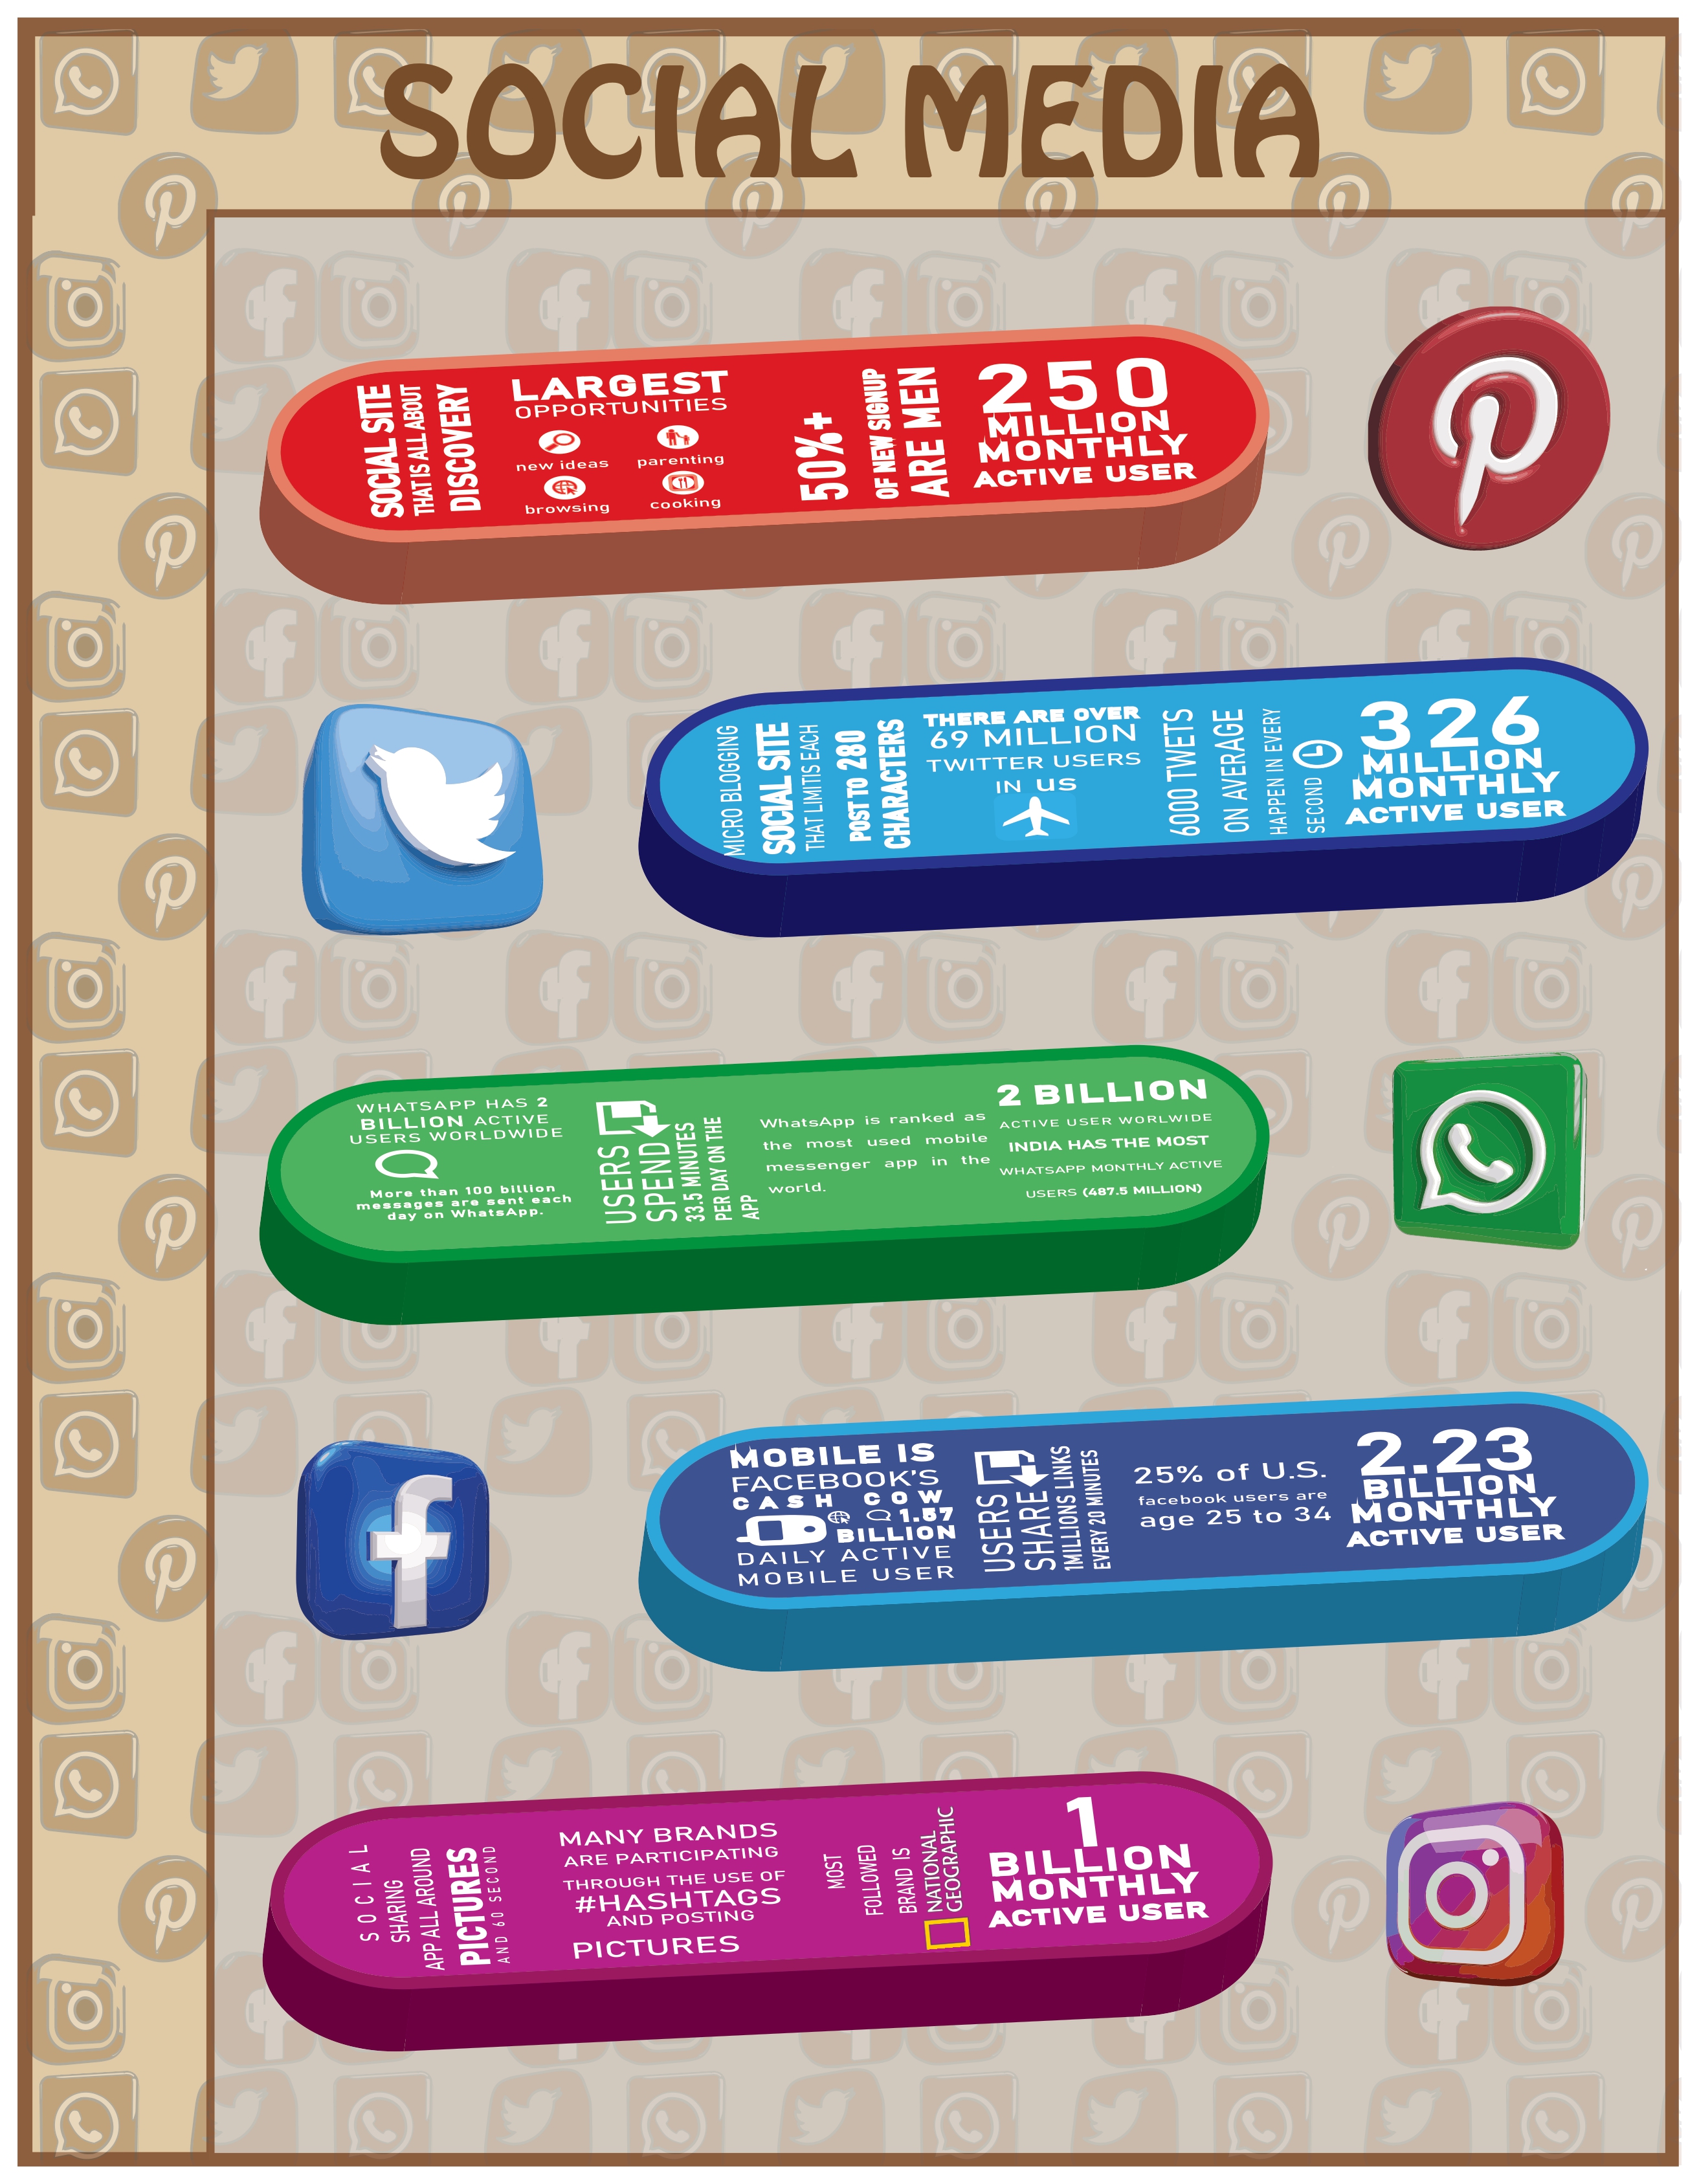 SOCIAL MEDIA
SOCIAL SITE
THAT IS ALL ABOUT
DISCOVERY
LARGEST
OPPORTUNITIES
new ideas
parenting
browsing
cooking
50%+
OF NEW SIGNUP
ARE MEN
250
MILLION
MONTHLY
ACTIVE USER
MICRO BLOGGING
SOCIAL SITE
THAT LIMITIS EACH
POST TO 280
CHARACTERS
THERE ARE OVER
69 MILLION
TWITTER USERS
IN US
6000 TWETS
ON AVERAGE
HAPPEN IN EVERY
SECOND
326
MILLION
MONTHLY
ACTIVE USER
WHATSAPP HAS 2
BILLION ACTIVE
USERS WORLDWIDE
More than 100 billion
messages are sent each
day on WhatsApp.
USERS
SPEND
33.5 MINUTES
PER DAY ON THE
APP
WhatsApp is ranked as
the most used mobile
messenger app in the
world.
2 BILLION
ACTIVE USER WORLWIDE
INDIA HAS THE MOST
WHATSAPP MONTHLY ACTIVE
USERS (487.5 MILLION)
MOBILE IS
FACEBOOK'S
CASH COW
1.57
BILLION
DAILY ACTIVE
MOBILE USER
USERS
SHARE
1MILLIONS LINKS
EVERY 20 MINUTES
25% of U.S.
facebook users are
age 25 to 34
2.23
BILLION
MONTHLY
ACTIVE USER
SOCIAL
SHARING
APP ALL AROUND
PICTURES
AND 60 SECOND
MANY BRANDS
ARE PARTICIPATING
THROUGH THE USE OF
#HASHTAGS
AND POSTING
PICTURES
MOST
FOLLOWED
BRAND IS
NATIONAL
GEOGRAPHIC
1
BILLION
MONTHLY
ACTIVE USER